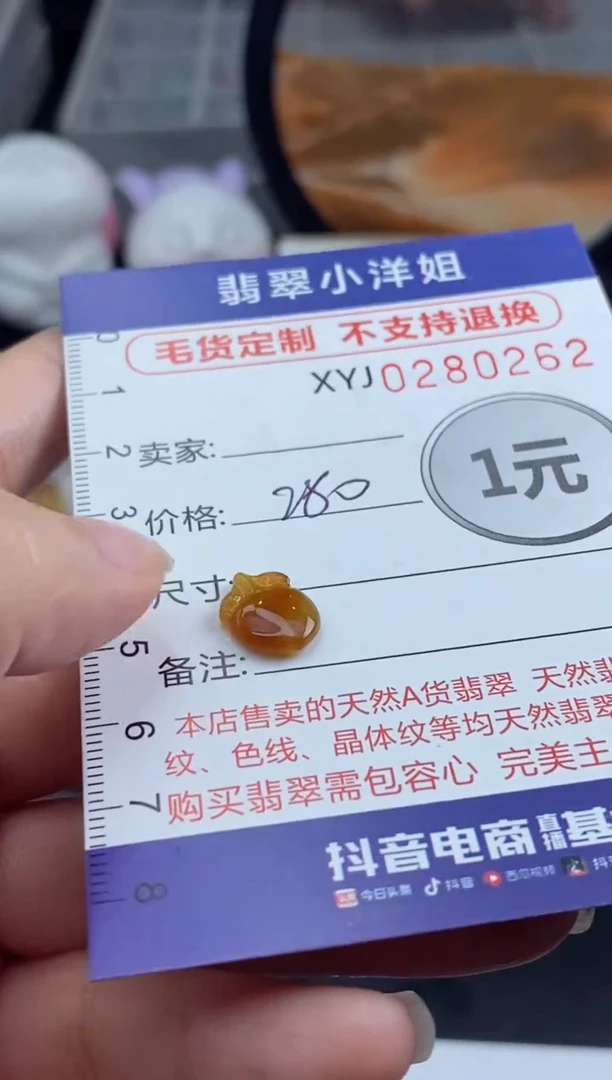 翡翠小洋姐
毛货定制 不支持退换
XYJ0280262
0
1
2
卖家:
1元
3
价格: 280
尺寸:
5
备注:
本店售卖的天然A货翡翠 天然翡
6
纹、色线、晶体纹等均天然翡翠
7
购买翡翠需包容心 完美主
抖音电商直播基
8
今日头条 抖音 西瓜视频 抖